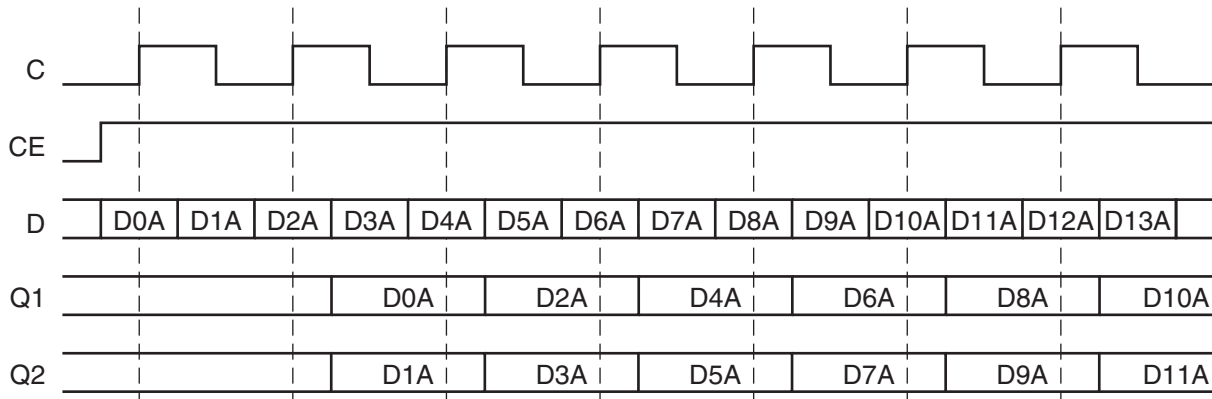 C
CE
D D0A D1A D2A D3A D4A D5A D6A D7A D8A D9A D10A D11A D12A D13A
Q1 D0A D2A D4A D6A D8A D10A
Q2 D1A D3A D5A D7A D9A D11A